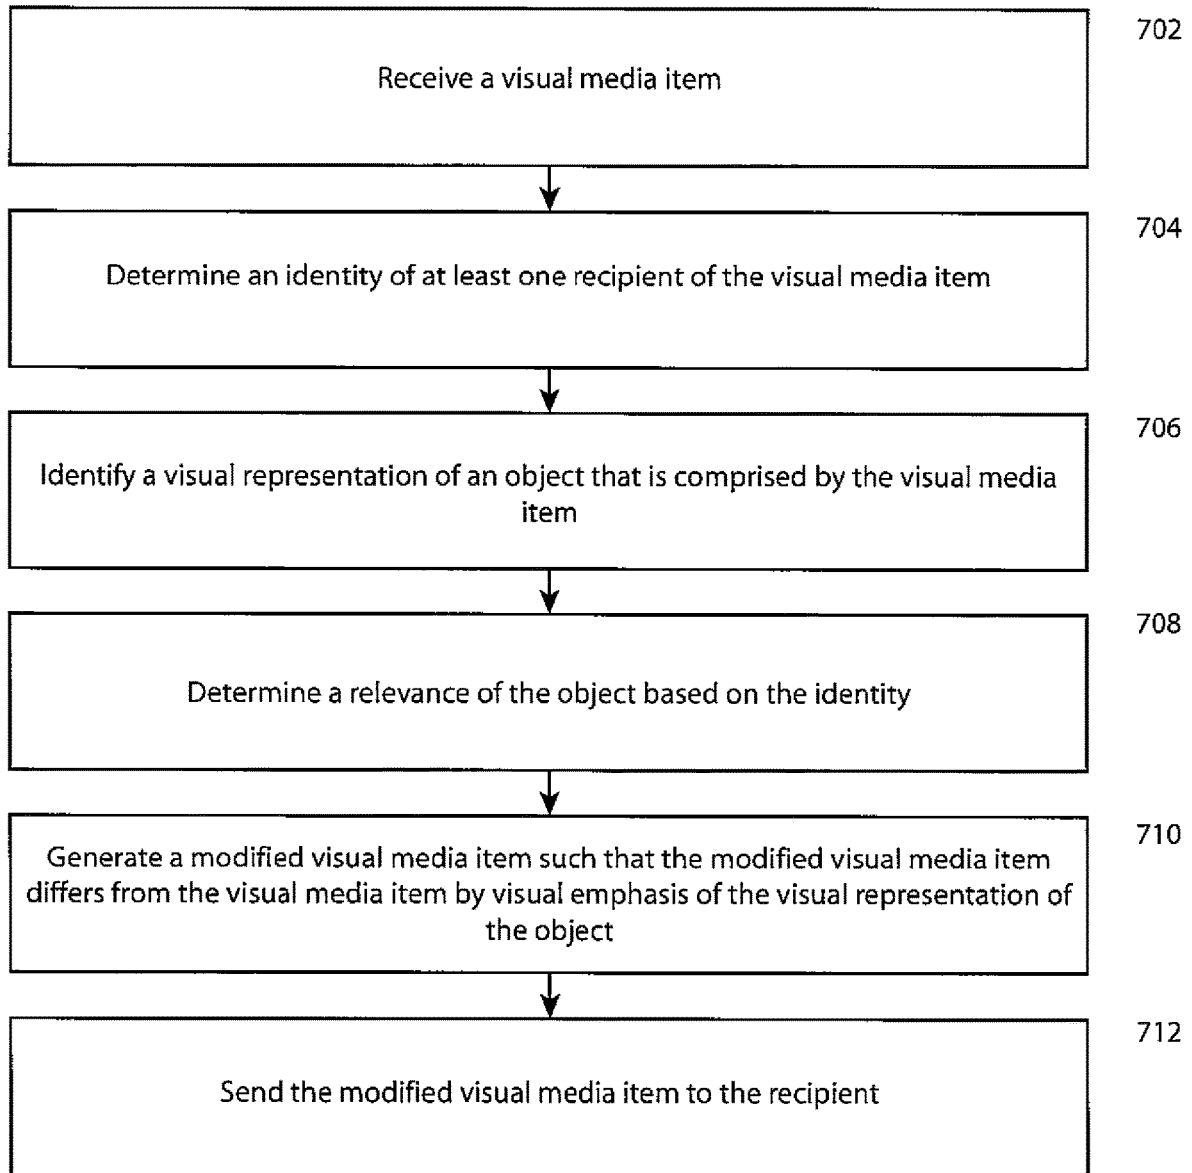 702
Receive a visual media item
704
Determine an identity of at least one recipient of the visual media item
706
Identify a visual representation of an object that is comprised by the visual media
item
708
Determine a relevance of the object based on the identity
710
Generate a modified visual media item such that the modified visual media item
differs from the visual media item by visual emphasis of the visual representation of
the object
712
Send the modified visual media item to the recipient